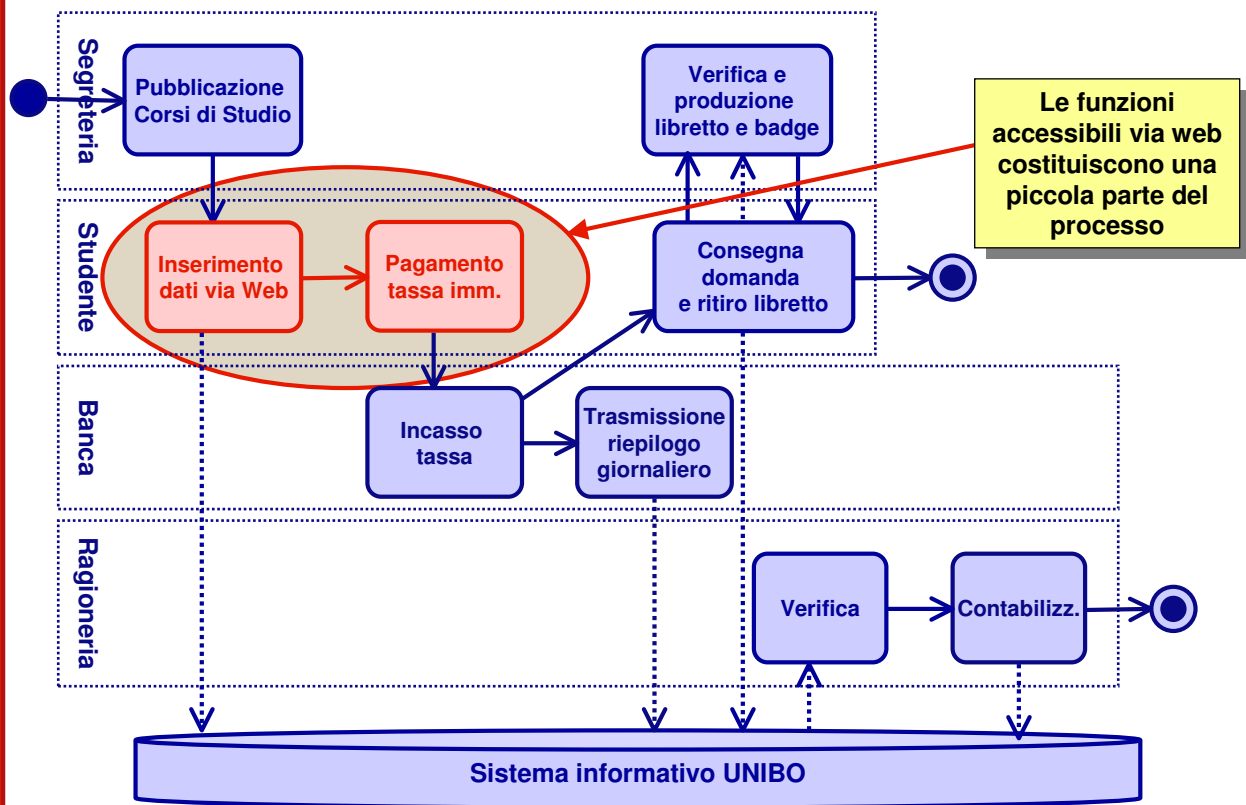 Segreteria
Pubblicazione
Corsi di Studio
Verifica e
produzione
libretto e badge
Le funzioni
accessibili via web
costituiscono una
piccola parte del
processo
Studente
Inserimento
dati via Web
Pagamento
tassa imm.
Consegna
domanda
e ritiro libretto
Banca
Incasso
tassa
Trasmissione
riepilogo
giornaliero
Ragioneria
Verifica
Contabilizz.
Sistema informativo UNIBO